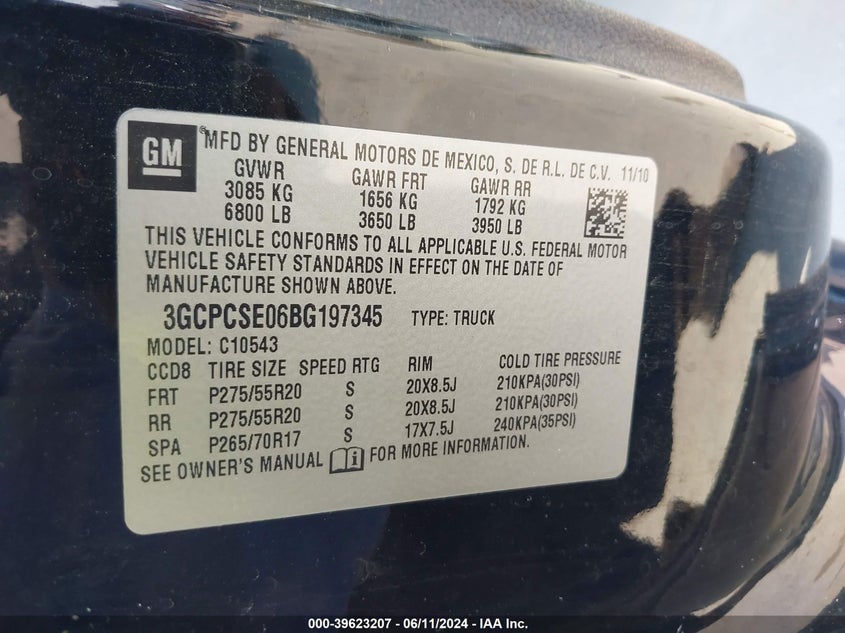 GM ® MFD BY GENERAL MOTORS DE MEXICO, S. DE R.L. DE C.V. 11/10
GVWR GAWR FRT GAWR RR
3085 KG 1656 KG 1792 KG
6800 LB 3650 LB 3950 LB
THIS VEHICLE CONFORMS TO ALL APPLICABLE U.S. FEDERAL MOTOR
VEHICLE SAFETY STANDARDS IN EFFECT ON THE DATE OF
MANUFACTURE SHOWN ABOVE.
3GCPCSE06BG197345 TYPE: TRUCK
MODEL: C10543
CCD8 TIRE SIZE SPEED RTG RIM COLD TIRE PRESSURE
FRT P275/55R20 S 20X8.5J 210KPA(30PSI)
RR P275/55R20 S 20X8.5J 210KPA(30PSI)
SPA P265/70R17 S 17X7.5J 240KPA(35PSI)
SEE OWNER'S MANUAL i FOR MORE INFORMATION.
000-39623207 - 06/11/2024 - IAA Inc.